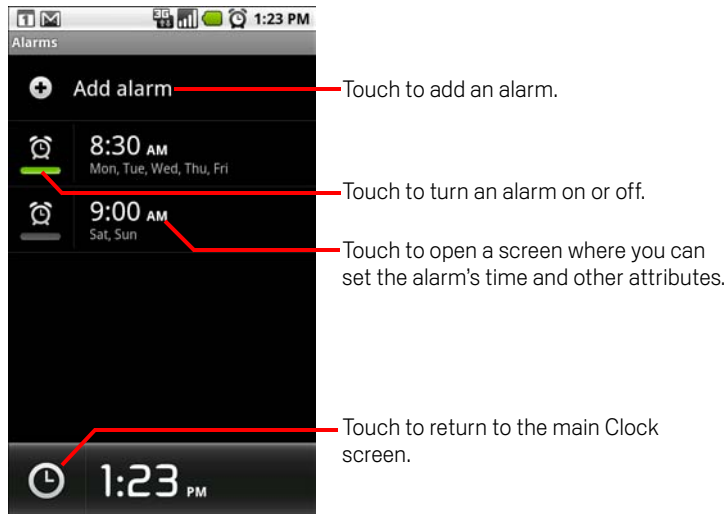 1 3G 1:23 PM
Alarms
Add alarm
Touch to add an alarm.
8:30 AM
Mon, Tue, Wed, Thu, Fri
Touch to turn an alarm on or off.
9:00 AM
Sat, Sun
Touch to open a screen where you can
set the alarm's time and other attributes.
Touch to return to the main Clock
screen.
1:23 PM